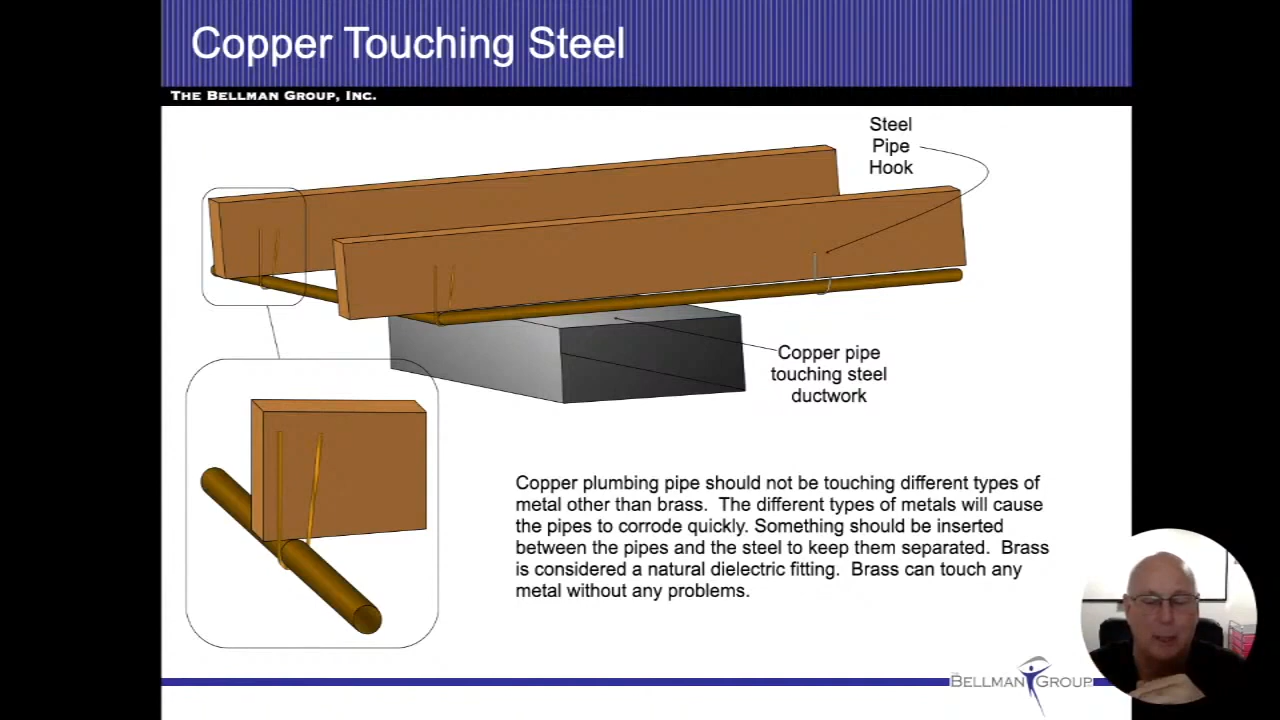 Copper Touching Steel
THE BELLMAN GROUP, INC.
Steel
Pipe
Hook
Copper pipe
touching steel
ductwork
Copper plumbing pipe should not be touching different types of
metal other than brass.  The different types of metals will cause
the pipes to corrode quickly. Something should be inserted
between the pipes and the steel to keep them separated.  Brass
is considered a natural dielectric fitting.  Brass can touch any
metal without any problems.
THE BELLMAN GROUP